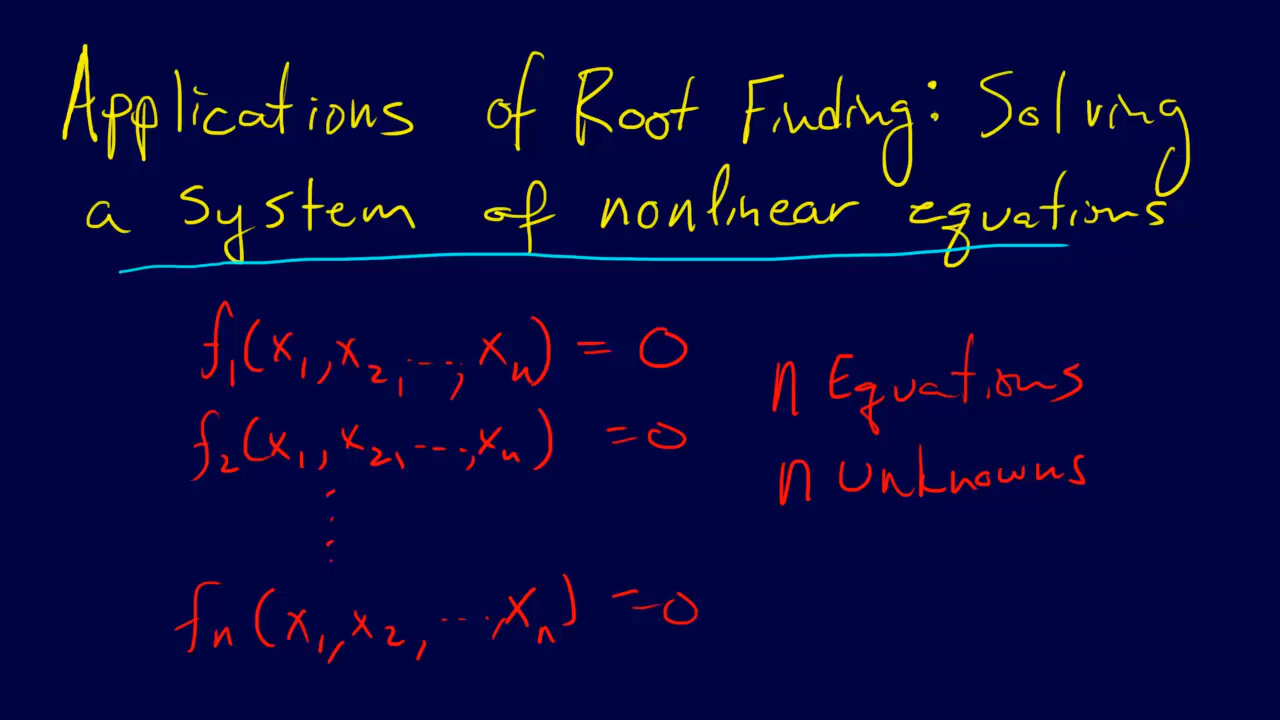 Applications of Root Finding: Solving
a system of nonlinear equations
f₁(x₁, x₂, ..., xₙ) = 0
n Equations
f₂(x₁, x₂, ..., xₙ) = 0
n unknowns
⋮
fₙ(x₁, x₂, ..., xₙ) = 0